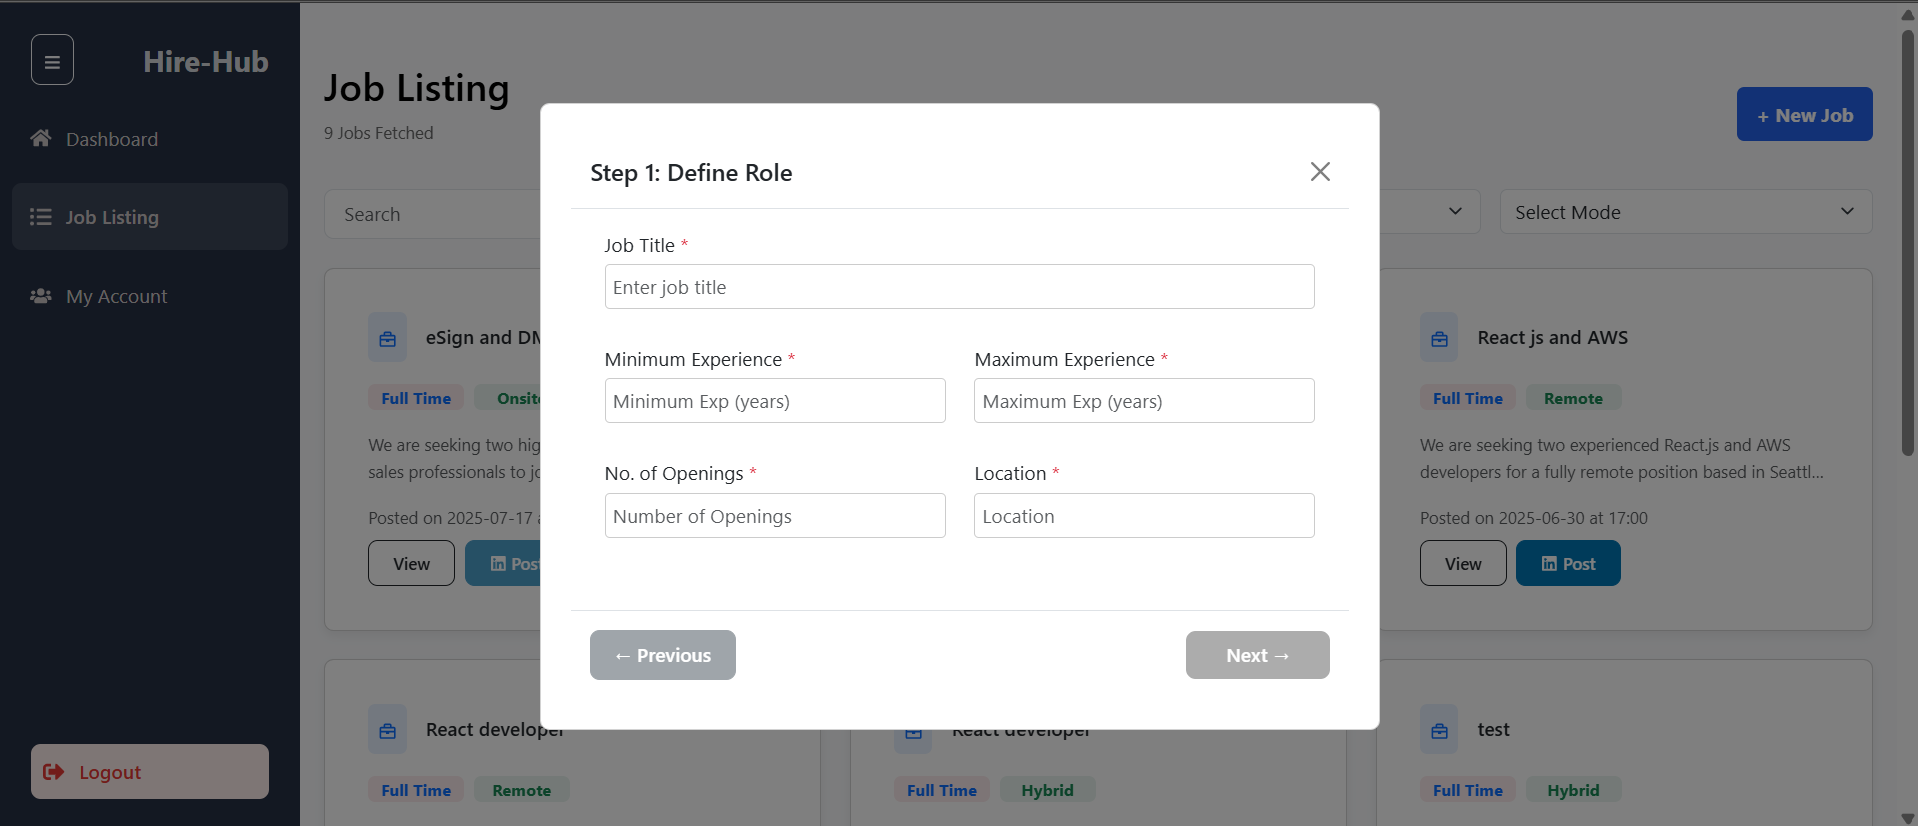 Hire-Hub
Dashboard
Job Listing
My Account
Logout
Job Listing
9 Jobs Fetched
+ New Job
Search
Select Mode
Step 1: Define Role
Job Title *
Enter job title
Minimum Experience *
Maximum Experience *
Minimum Exp (years)
Maximum Exp (years)
No. of Openings *
Location *
Number of Openings
Location
← Previous
Next →
eSign and
Full Time
We are seeking two
sales professionals to
Posted on 2025-07-17
View
Post
React js and AWS
Full Time Remote
We are seeking two experienced React.js and AWS
developers for a fully remote position based in Seattl...
Posted on 2025-06-30 at 17:00
View
Post
React developer
Full Time Remote
React developer
Full Time Hybrid
test
Full Time Hybrid